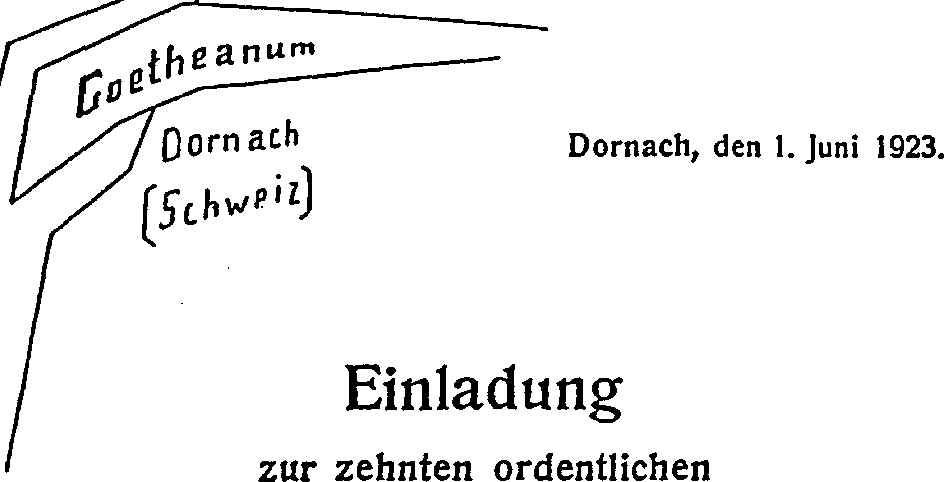 Goetheanum
Dornach
(Schweiz)
Dornach, den 1. Juni 1923.
Einladung
zur zehnten ordentlichen